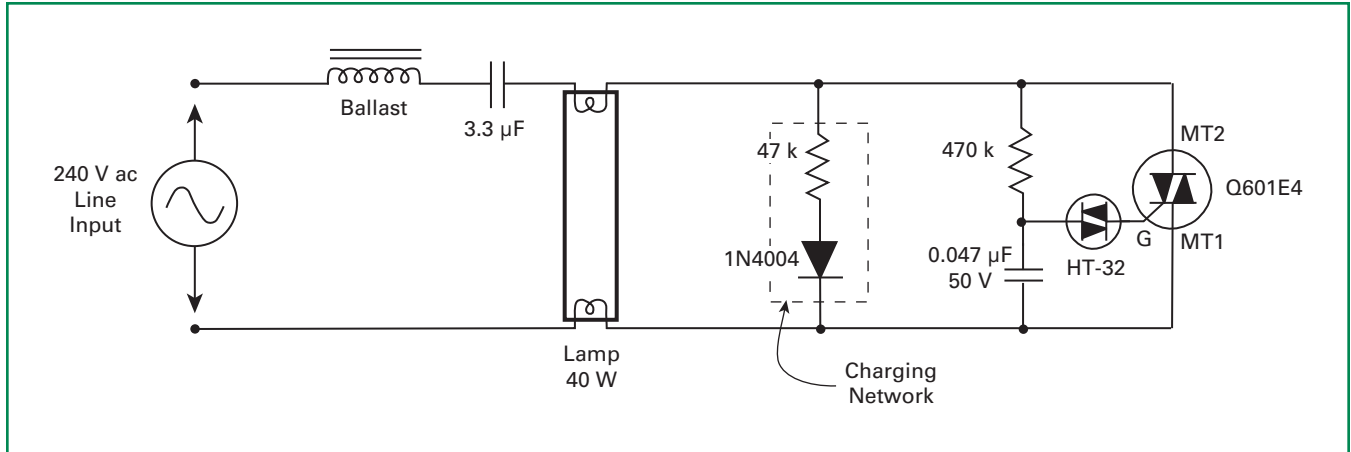 240 V ac
Line
Input
Ballast
3.3 µF
Lamp
40 W
47 k
1N4004
Charging
Network
470 k
0.047 µF
50 V
HT-32
G
MT2
Q601E4
MT1